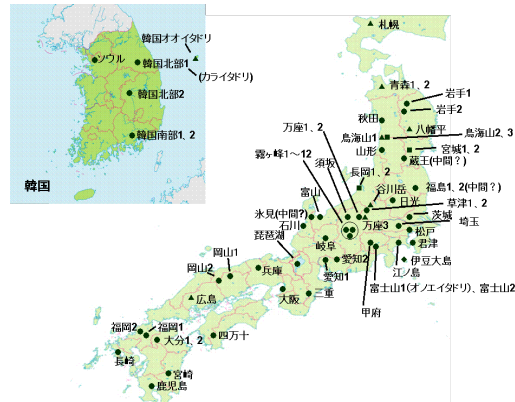 札幌
韓国オオイタドリ
ソウル
韓国北部1
(カライタドリ)
韓国北部2
韓国南部1、2
韓国
青森1、2
岩手1
岩手2
秋田
八幡平
鳥海山1
鳥海山2、3
山形
宮城1、2
蔵王(中間?)
万座1、2
霧ヶ峰1~12
須坂
長岡1、2
谷川岳
福島1、2(中間?)
日光
草津1、2
富山
茨城
氷見(中間?)
石川
万座3
埼玉
松戸
琵琶湖
岐阜
君津
愛知2
愛知1
江ノ島
伊豆大島
富士山1(オノエイタドリ)、富士山2
甲府
岡山1
岡山2
兵庫
大阪
三重
広島
福岡2
福岡1
大分1、2
四万十
長崎
宮崎
鹿児島